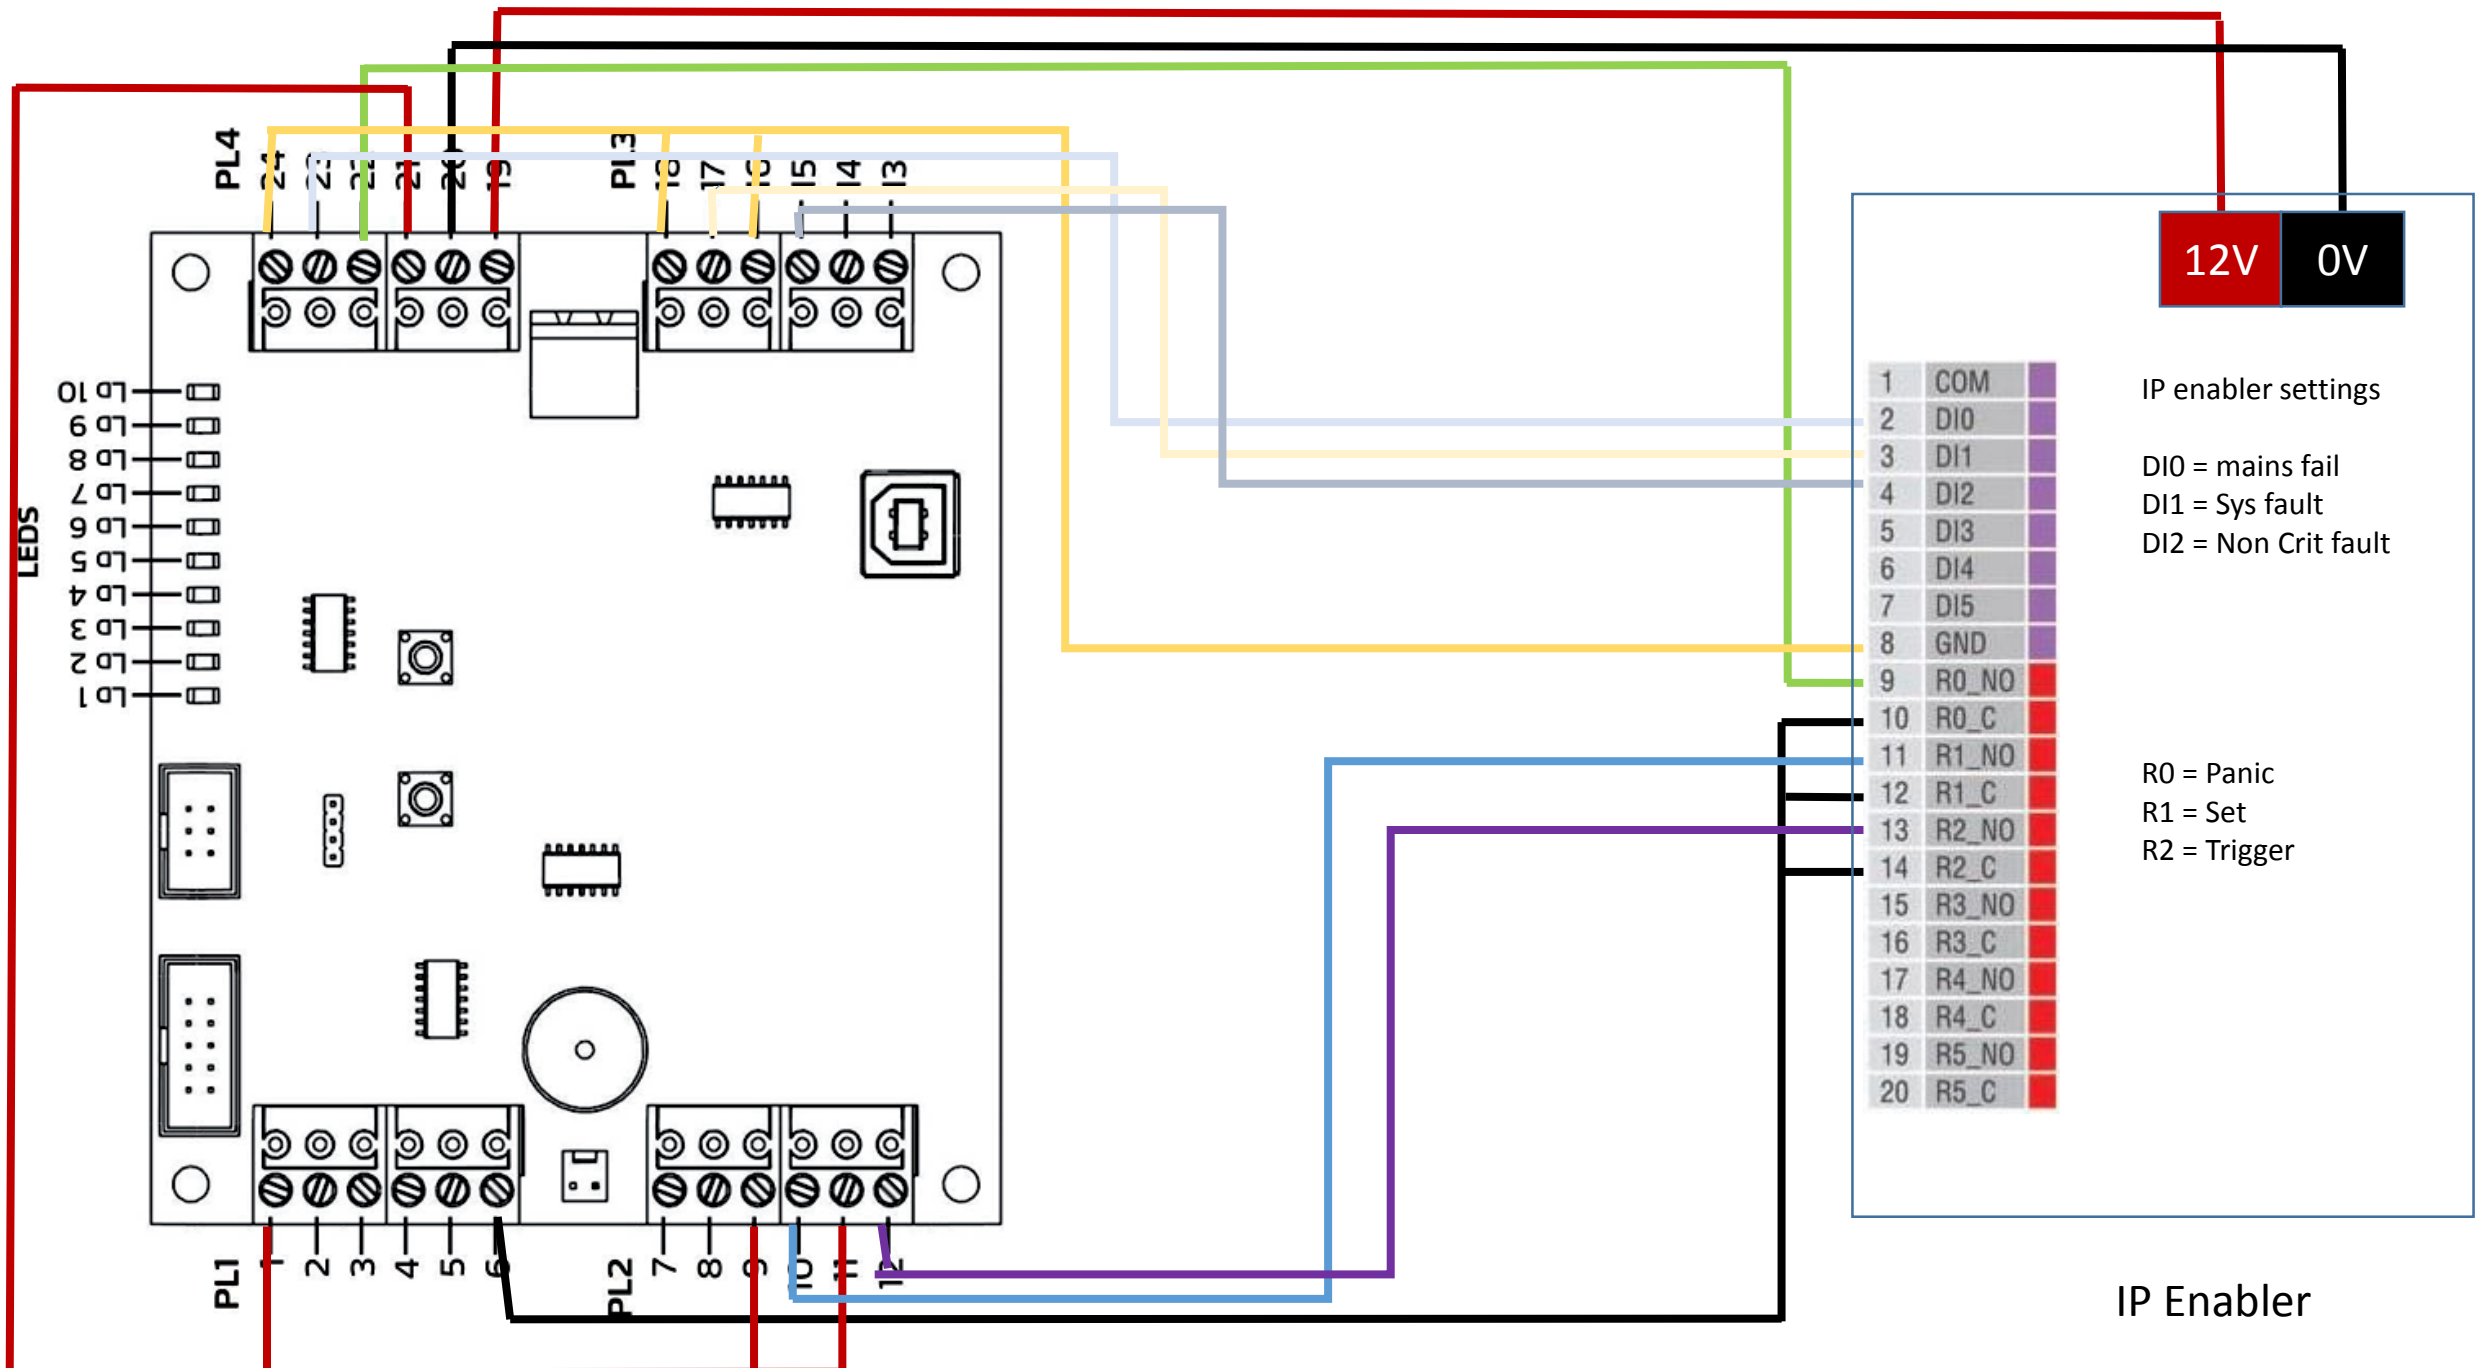 PL4
24
23
22
21
20
19
PL3
18
17
16
15
14
13
LEDS
LD 10
LD 9
LD 8
LD 7
LD 6
LD 5
LD 4
LD 3
LD 2
LD 1
PL1
1
2
3
4
5
6
PL2
7
8
9
10
11
12
12V
0V
1 COM
2 DI0
3 DI1
4 DI2
5 DI3
6 DI4
7 DI5
8 GND
9 R0_NO
10 R0_C
11 R1_NO
12 R1_C
13 R2_NO
14 R2_C
15 R3_NO
16 R3_C
17 R4_NO
18 R4_C
19 R5_NO
20 R5_C
IP enabler settings
DI0 = mains fail
DI1 = Sys fault
DI2 = Non Crit fault
R0 = Panic
R1 = Set
R2 = Trigger
IP Enabler